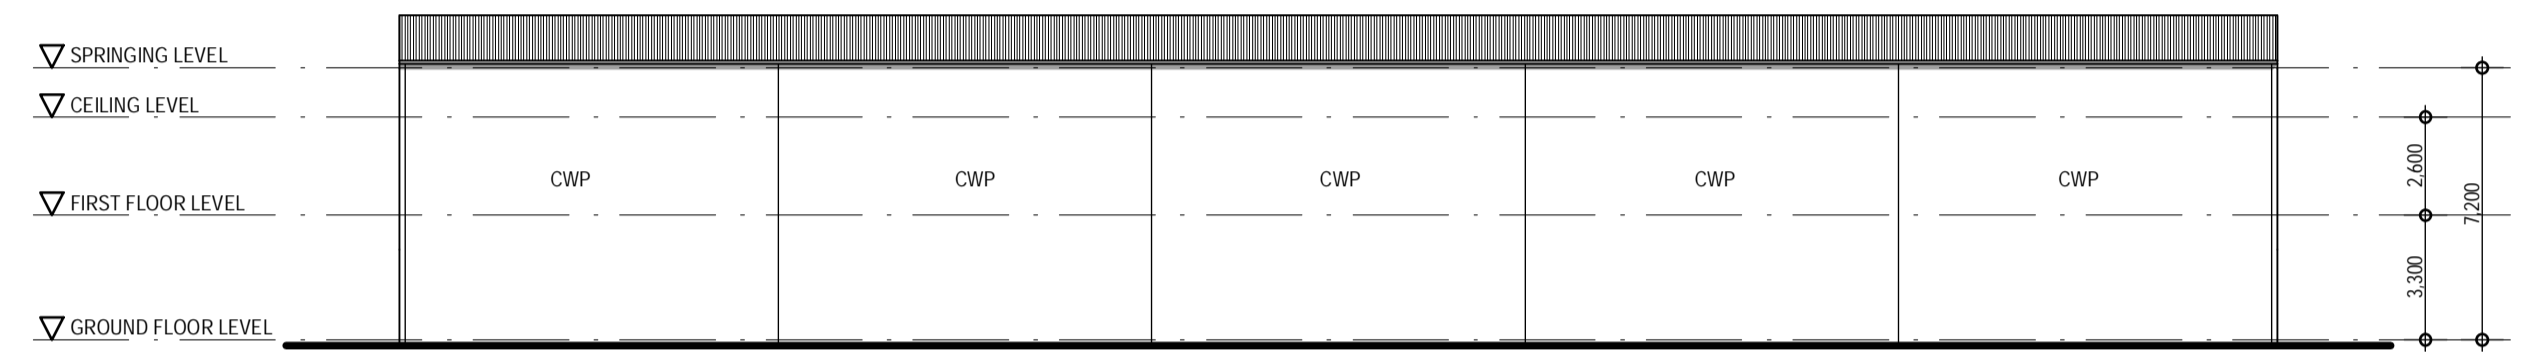 SPRINGING LEVEL
CEILING LEVEL
CWP CWP CWP CWP CWP
2,600
7,200
FIRST FLOOR LEVEL
3,300
GROUND FLOOR LEVEL